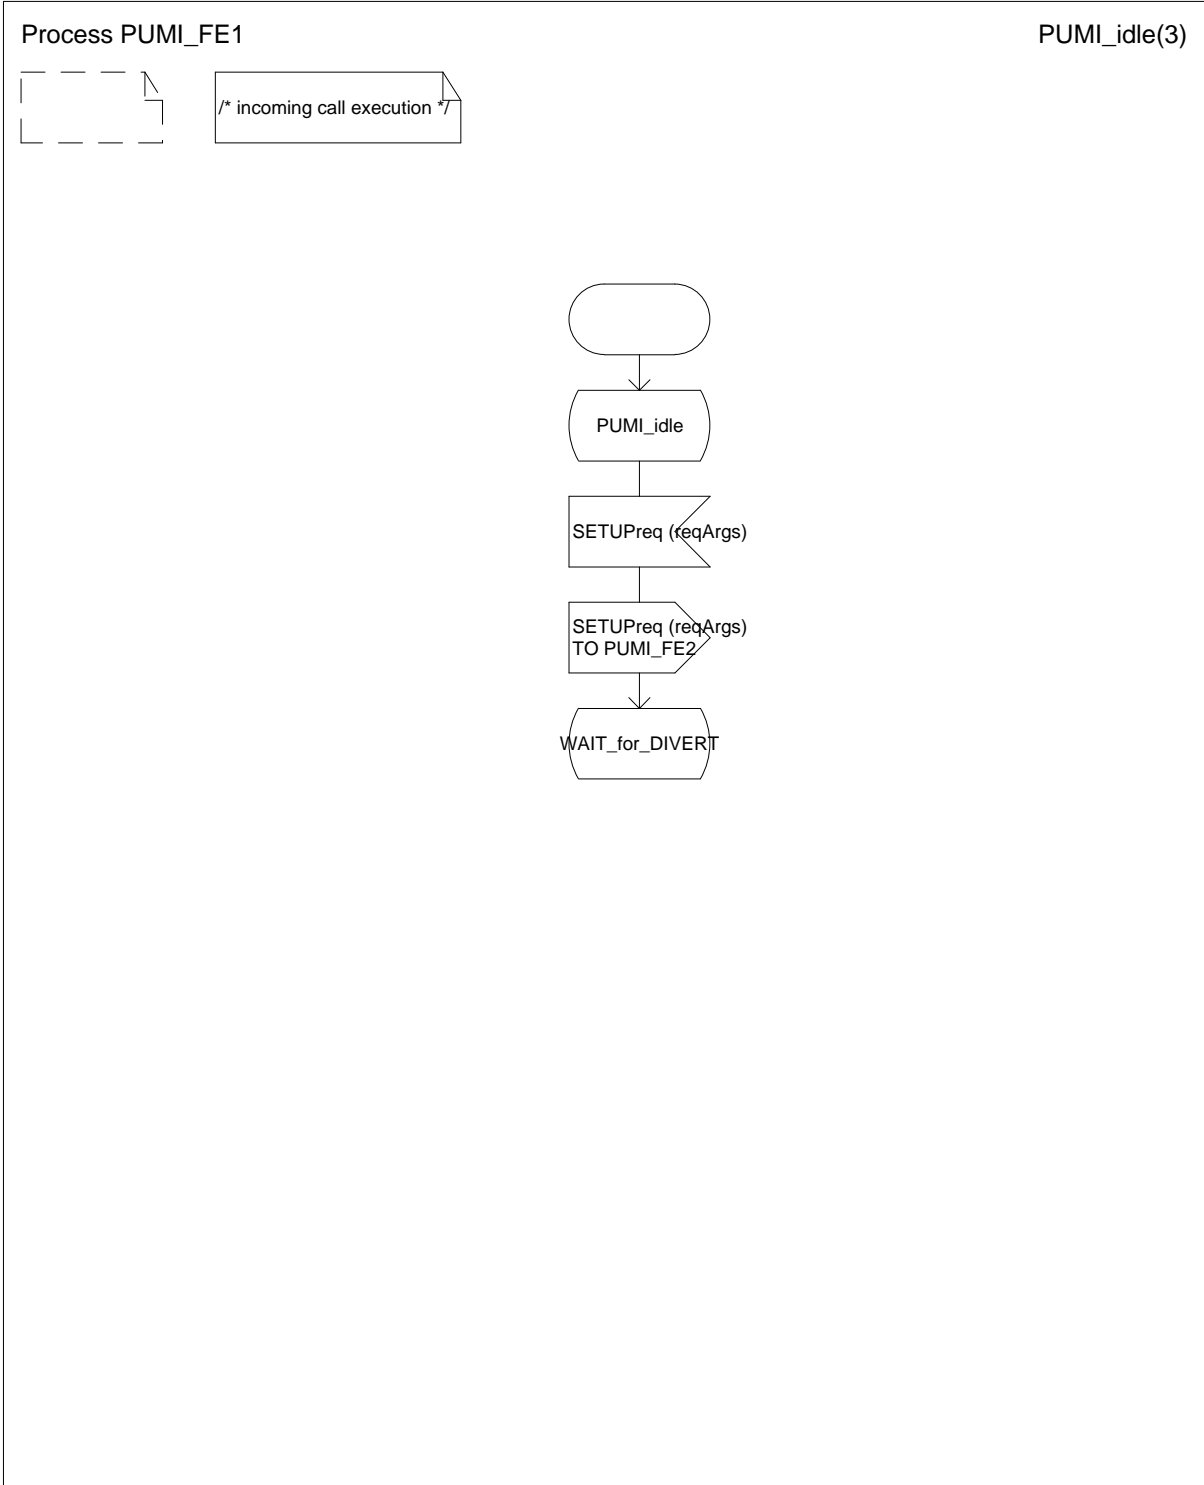 Process PUMI_FE1
PUMI_idle(3)
/* incoming call execution */
PUMI_idle
SETUPreq (reqArgs)
SETUPreq (reqArgs)
TO PUMI_FE2
WAIT_for_DIVERT